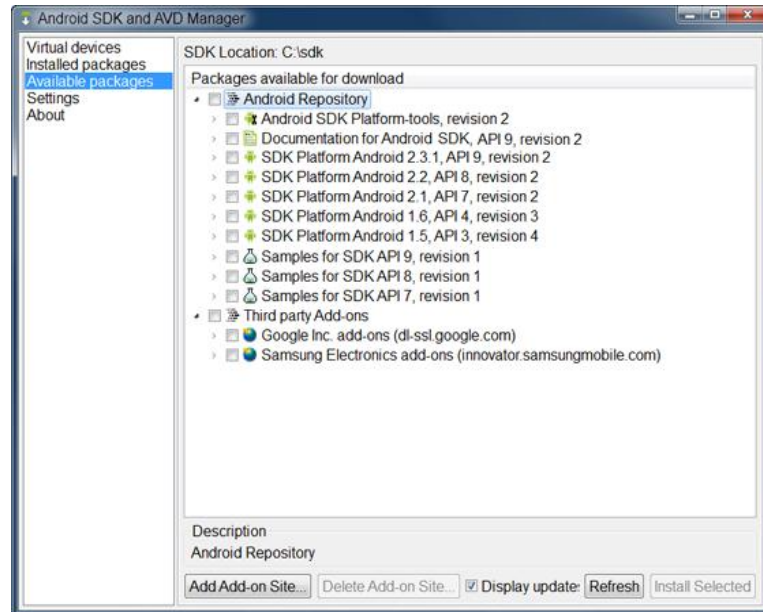 Android SDK and AVD Manager
Virtual devices
Installed packages
Available packages
Settings
About
SDK Location: C:\sdk
Packages available for download
Android Repository
Android SDK Platform-tools, revision 2
Documentation for Android SDK, API 9, revision 2
SDK Platform Android 2.3.1, API 9, revision 2
SDK Platform Android 2.2, API 8, revision 2
SDK Platform Android 2.1, API 7, revision 2
SDK Platform Android 1.6, API 4, revision 3
SDK Platform Android 1.5, API 3, revision 4
Samples for SDK API 9, revision 1
Samples for SDK API 8, revision 1
Samples for SDK API 7, revision 1
Third party Add-ons
Google Inc. add-ons (dl-ssl.google.com)
Samsung Electronics add-ons (innovator.samsungmobile.com)
Description
Android Repository
Add Add-on Site... Delete Add-on Site... Display update: Refresh Install Selected